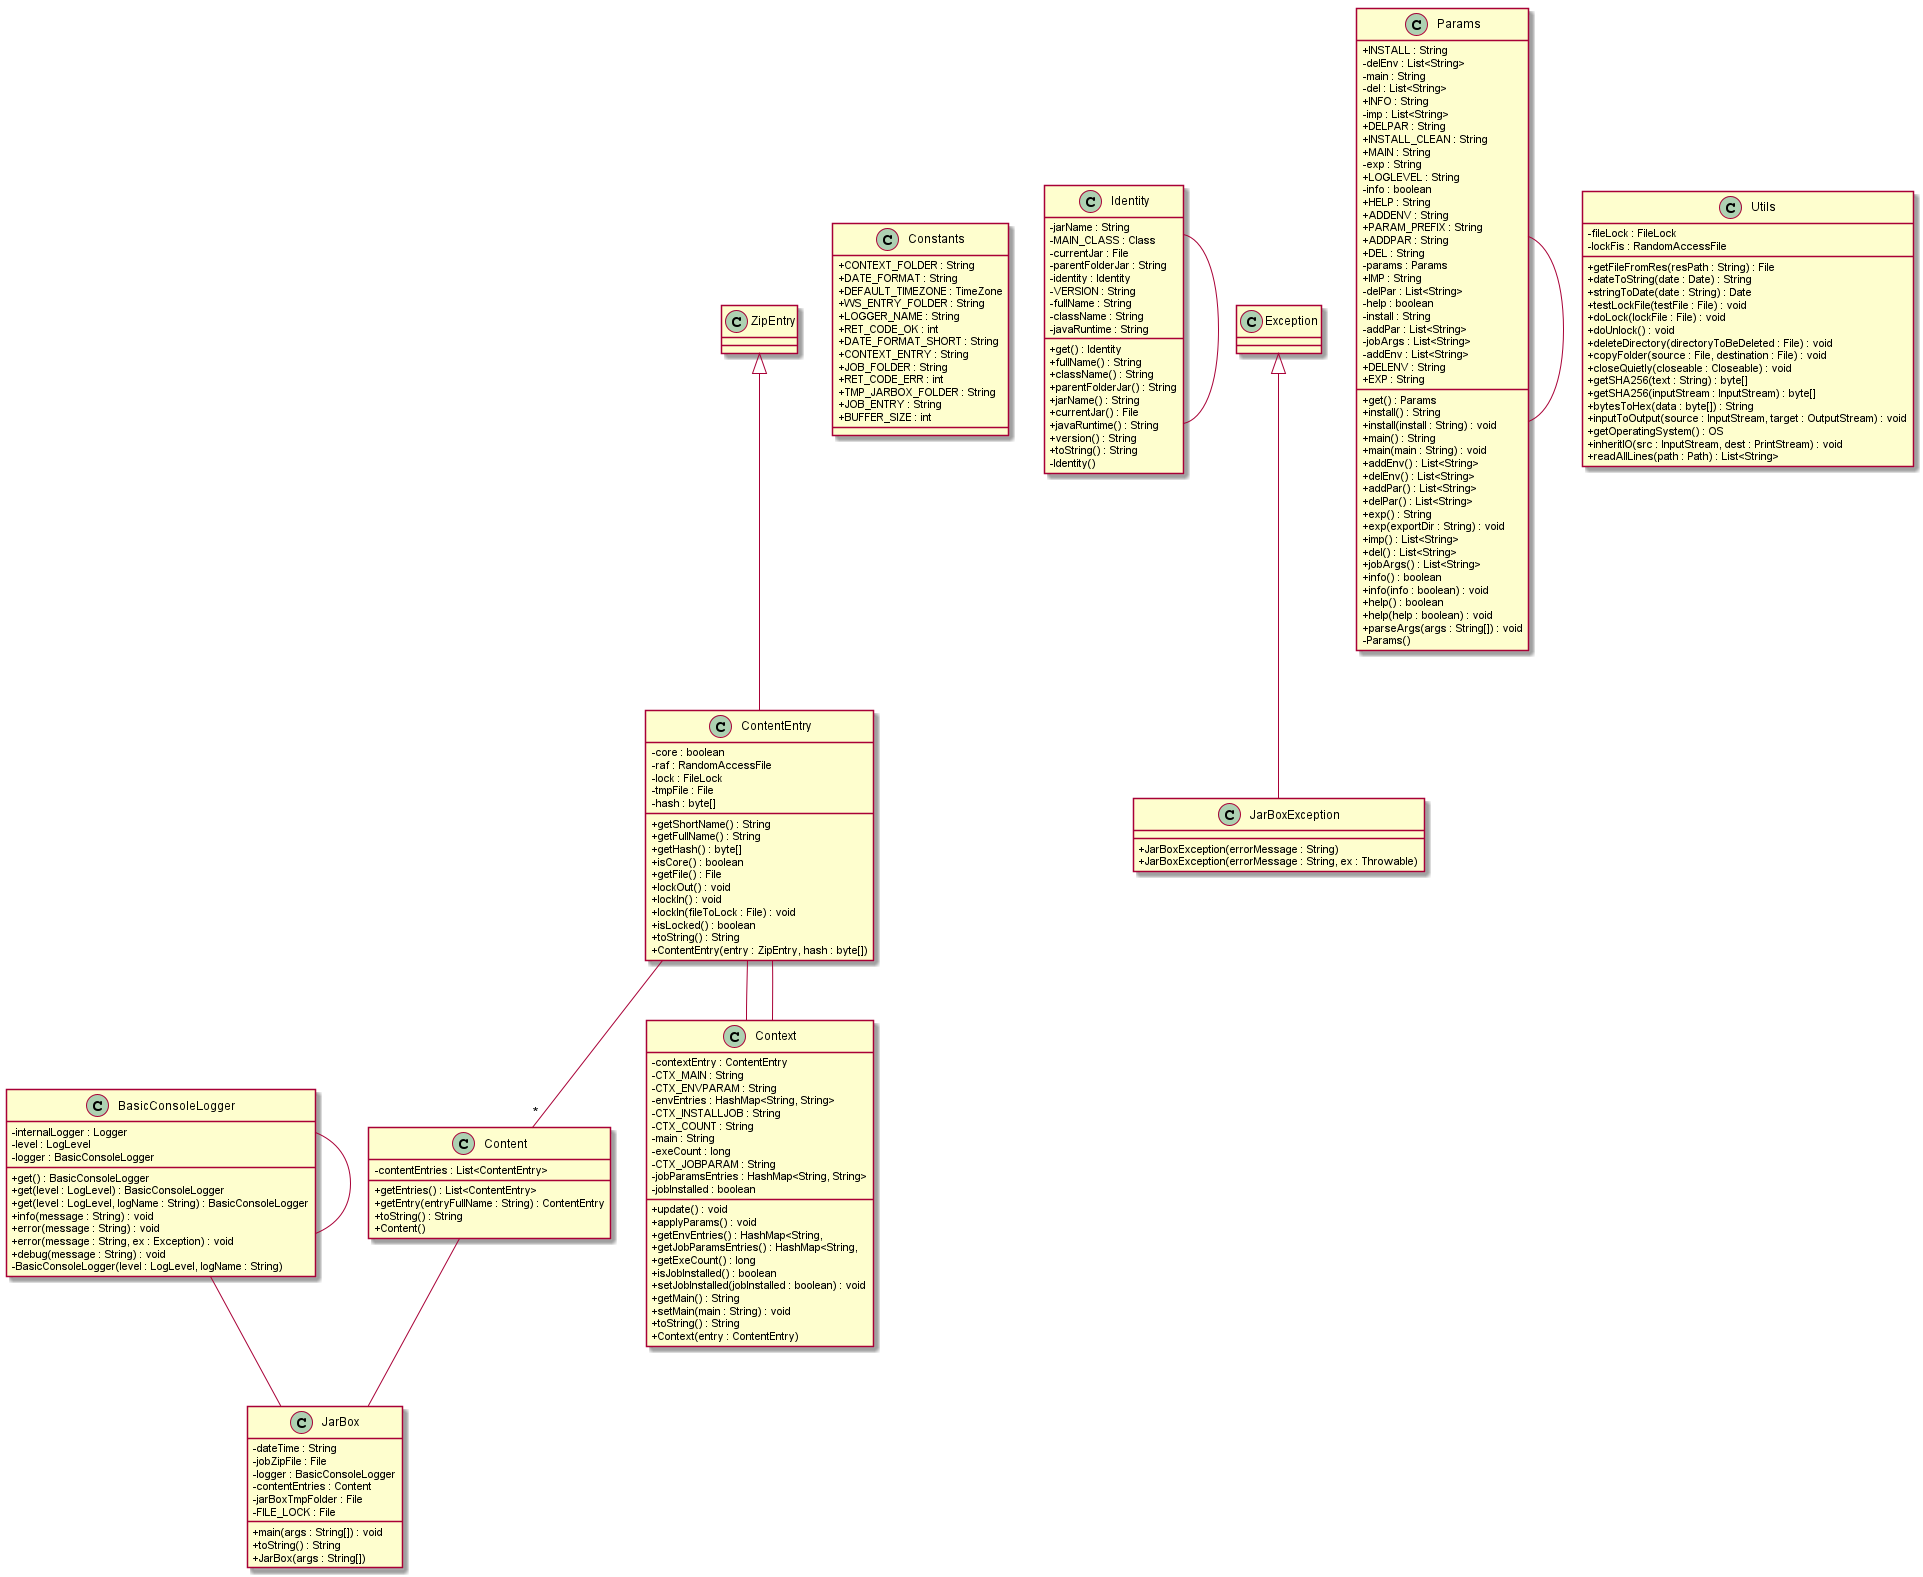 C Params
+INSTALL : String
-delEnv : List<String>
-main : String
-del : List<String>
+INFO : String
-imp : List<String>
+DELPAR : String
+INSTALL_CLEAN : String
+MAIN : String
-exp : String
+LOGLEVEL : String
-info : boolean
+HELP : String
+ADDENV : String
+PARAM_PREFIX : String
+ADDPAR : String
+DEL : String
-params : Params
+IMP : String
-delPar : List<String>
-help : boolean
-install : String
-addPar : List<String>
-jobArgs : List<String>
-addEnv : List<String>
+DELENV : String
+EXP : String
+get() : Params
+install() : String
+install(install : String) : void
+main() : String
+main(main : String) : void
+addEnv() : List<String>
+delEnv() : List<String>
+addPar() : List<String>
+delPar() : List<String>
+exp() : String
+exp(exportDir : String) : void
+imp() : List<String>
+del() : List<String>
+jobArgs() : List<String>
+info() : boolean
+info(info : boolean) : void
+help() : boolean
+help(help : boolean) : void
+parseArgs(args : String[]) : void
-Params()
C Identity
-jarName : String
-MAIN_CLASS : Class
-currentJar : File
-parentFolderJar : String
-identity : Identity
-VERSION : String
-fullName : String
-className : String
-javaRuntime : String
+get() : Identity
+fullName() : String
+className() : String
+parentFolderJar() : String
+jarName() : String
+currentJar() : File
+javaRuntime() : String
+version() : String
+toString() : String
-Identity()
C Utils
-fileLock : FileLock
-lockFis : RandomAccessFile
+getFileFromRes(resPath : String) : File
+dateToString(date : Date) : String
+stringToDate(date : String) : Date
+testLockFile(testFile : File) : void
+doLock(lockFile : File) : void
+doUnlock() : void
+deleteDirectory(directoryToBeDeleted : File) : void
+copyFolder(source : File, destination : File) : void
+closeQuietly(closeable : Closeable) : void
+getSHA256(text : String) : byte[]
+getSHA256(inputStream : InputStream) : byte[]
+bytesToHex(data : byte[]) : String
+inputToOutput(source : InputStream, target : OutputStream) : void
+getOperatingSystem() : OS
+inheritIO(src : InputStream, dest : PrintStream) : void
+readAllLines(path : Path) : List<String>
C Constants
+CONTEXT_FOLDER : String
+DATE_FORMAT : String
+DEFAULT_TIMEZONE : TimeZone
+WS_ENTRY_FOLDER : String
+LOGGER_NAME : String
+RET_CODE_OK : int
+DATE_FORMAT_SHORT : String
+CONTEXT_ENTRY : String
+JOB_FOLDER : String
+RET_CODE_ERR : int
+TMP_JARBOX_FOLDER : String
+JOB_ENTRY : String
+BUFFER_SIZE : int
C ZipEntry
C Exception
C ContentEntry
-core : boolean
-raf : RandomAccessFile
-lock : FileLock
-tmpFile : File
-hash : byte[]
+getShortName() : String
+getFullName() : String
+getHash() : byte[]
+isCore() : boolean
+getFile() : File
+lockOut() : void
+lockIn() : void
+lockIn(fileToLock : File) : void
+isLocked() : boolean
+toString() : String
+ContentEntry(entry : ZipEntry, hash : byte[])
C JarBoxException
+JarBoxException(errorMessage : String)
+JarBoxException(errorMessage : String, ex : Throwable)
C Context
-contextEntry : ContentEntry
-CTX_MAIN : String
-CTX_ENVPARAM : String
-envEntries : HashMap<String, String>
-CTX_INSTALLJOB : String
-CTX_COUNT : String
-main : String
-exeCount : long
-CTX_JOBPARAM : String
-jobParamsEntries : HashMap<String, String>
-jobInstalled : boolean
+update() : void
+applyParams() : void
+getEnvEntries() : HashMap<String,
+getJobParamsEntries() : HashMap<String,
+getExeCount() : long
+isJobInstalled() : boolean
+setJobInstalled(jobInstalled : boolean) : void
+getMain() : String
+setMain(main : String) : void
+toString() : String
+Context(entry : ContentEntry)
C BasicConsoleLogger
-internalLogger : Logger
-level : LogLevel
-logger : BasicConsoleLogger
+get() : BasicConsoleLogger
+get(level : LogLevel) : BasicConsoleLogger
+get(level : LogLevel, logName : String) : BasicConsoleLogger
+info(message : String) : void
+error(message : String) : void
+error(message : String, ex : Exception) : void
+debug(message : String) : void
-BasicConsoleLogger(level : LogLevel, logName : String)
*
C Content
-contentEntries : List<ContentEntry>
+getEntries() : List<ContentEntry>
+getEntry(entryFullName : String) : ContentEntry
+toString() : String
+Content()
C JarBox
-dateTime : String
-jobZipFile : File
-logger : BasicConsoleLogger
-contentEntries : Content
-jarBoxTmpFolder : File
-FILE_LOCK : File
+main(args : String[]) : void
+toString() : String
+JarBox(args : String[])